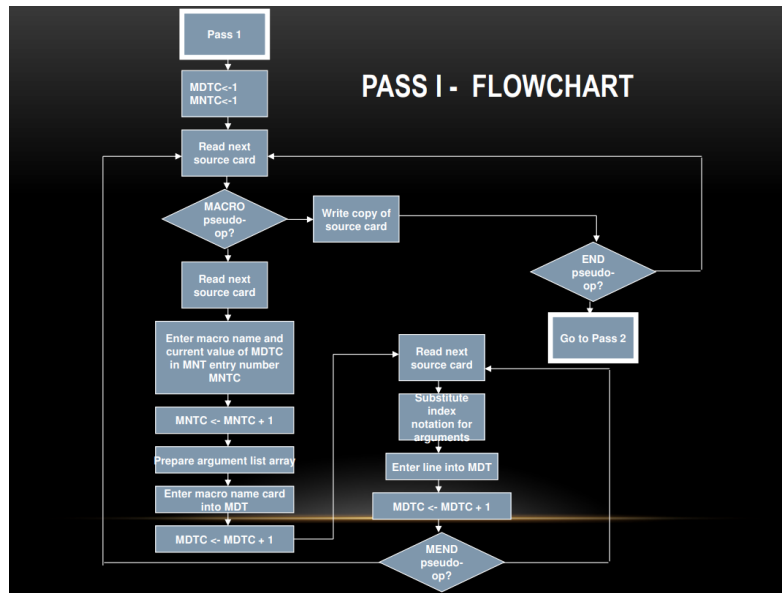 Pass 1
PASS I - FLOWCHART
MDTC<-1
MNTC<-1
Read next
source card
MACRO
pseudo-
op?
Write copy of
source card
END
pseudo-
op?
Go to Pass 2
Read next
source card
Enter macro name and
current value of MDTC
in MNT entry number
MNTC
MNTC <- MNTC + 1
Prepare argument list array
Enter macro name card
into MDT
MDTC <- MDTC + 1
Read next
source card
Substitute
index
notation for
arguments
Enter line into MDT
MDTC <- MDTC + 1
MEND
pseudo-
op?